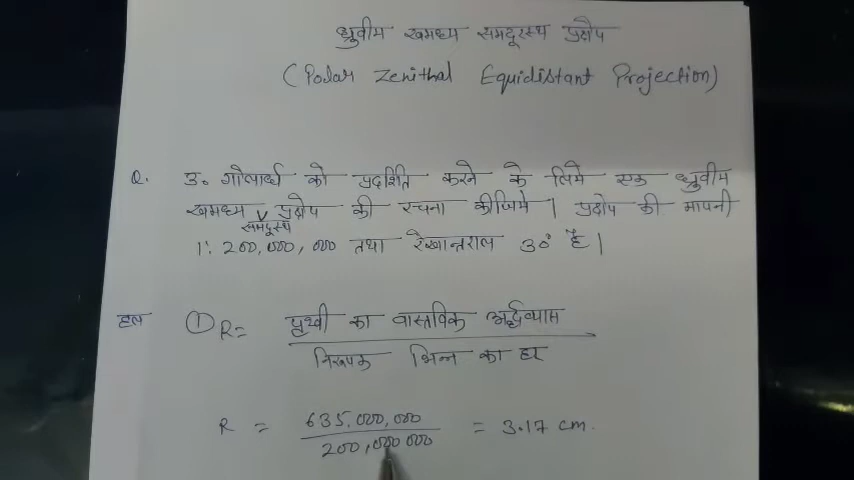 ध्रुवीय खमध्य समदूरस्थ प्रक्षेप
(Polar Zenithal Equidistant Projection)
Q. उ० गोलार्ध को प्रदर्शित करने के लिये एक ध्रुवीय
खमध्य समदूरस्थ प्रक्षेप की रचना कीजिये | प्रक्षेप की मापनी
1: 200,000,000 तथा रेखान्तराल 30° है |
हल ① R= पृथ्वी का वास्तविक अर्द्धव्यास
निरूपक भिन्न का हर
R = 635,000,000 / 200,000000 = 3.17 cm.